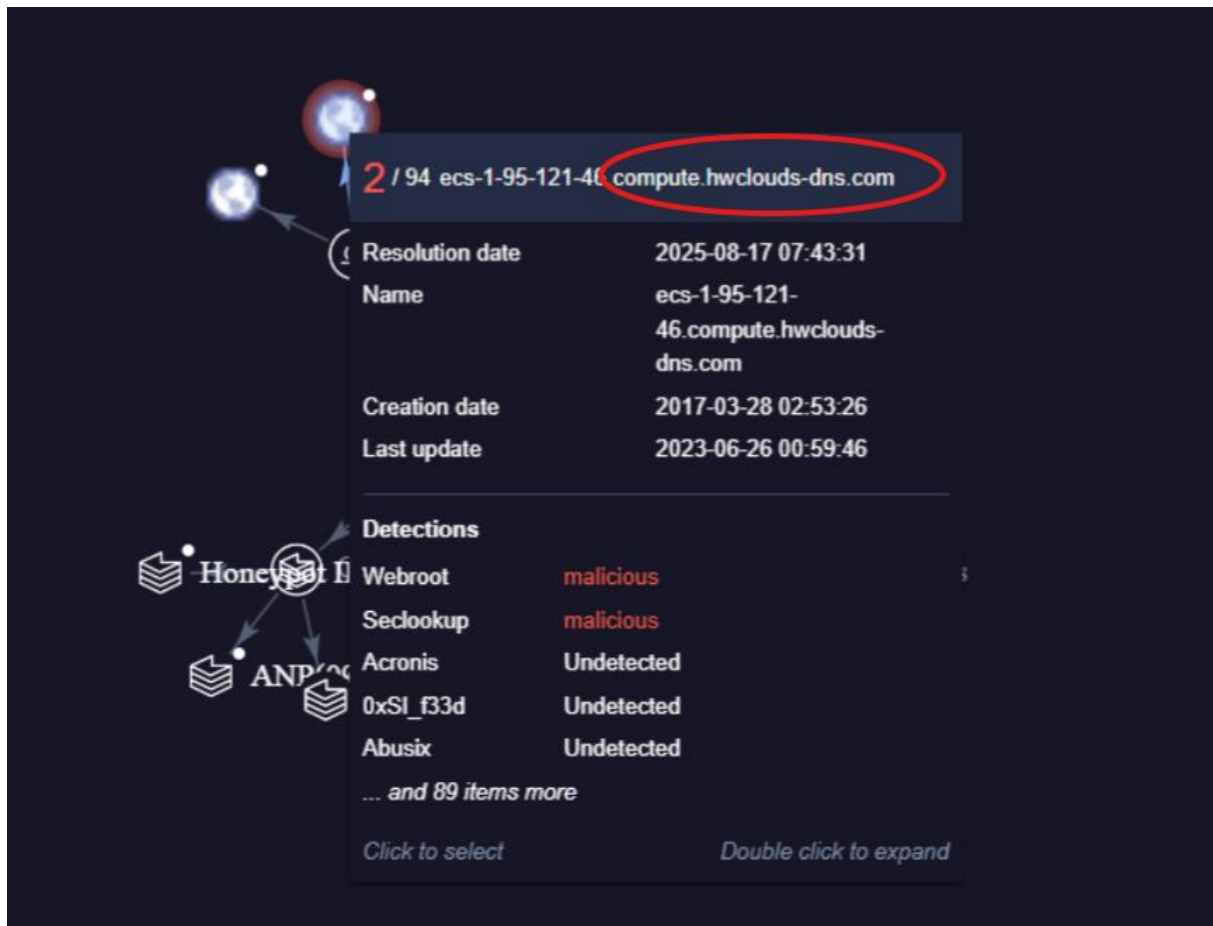 2 / 94 ecs-1-95-121-46.compute.hwclouds-dns.com
Resolution date 2025-08-17 07:43:31
Name ecs-1-95-121-
46.compute.hwclouds-
dns.com
Creation date 2017-03-28 02:53:26
Last update 2023-06-26 00:59:46
Detections
Honeypot
Webroot malicious
Seclookup malicious
Acronis Undetected
ANP
0xSI_f33d Undetected
Abusix Undetected
... and 89 items more
Click to select Double click to expand